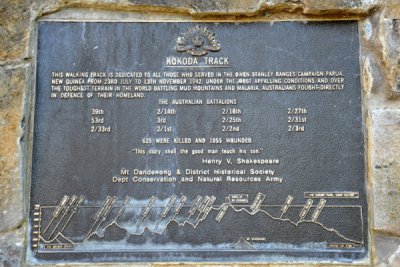 KOKODA TRACK
THIS WALKING TRACK IS DEDICATED TO ALL THOSE WHO SERVED IN THE OWEN STANLEY RANGES CAMPAIGN PAPUA
NEW GUINEA FROM 23RD JULY TO 13TH NOVEMBER 1942. UNDER THE MOST APPALLING CONDITIONS AND OVER
THE TOUGHEST TERRAIN IN THE WORLD BATTLING MUD MOUNTAINS AND MALARIA, AUSTRALIANS FOUGHT DIRECTLY
IN DEFENCE OF THEIR HOMELAND.
THE AUSTRALIAN BATTALIONS
39th 2/14th 2/16th 2/27th
53rd 3rd 2/25th 2/31st
2/33rd 2/1st 2/2nd 2/3rd
625 WERE KILLED AND 1055 WOUNDED
"This story shall the good man teach his son."
Henry V, Shakespeare
Mt Dandenong & District Historical Society
Dept Conservation and Natural Resources Army